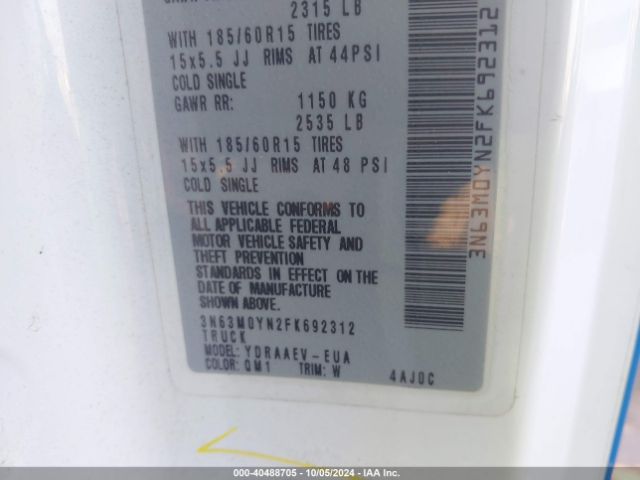 2315 LB
WITH 185/60R15 TIRES
15x5.5 JJ RIMS AT 44PSI
COLD SINGLE
GAWR RR: 1150 KG
2535 LB
WITH 185/60R15 TIRES
15x5.5 JJ RIMS AT 48 PSI
COLD SINGLE
THIS VEHICLE CONFORMS TO
ALL APPLICABLE FEDERAL
MOTOR VEHICLE SAFETY AND
THEFT PREVENTION
STANDARDS IN EFFECT ON THE
DATE OF MANUFACTURE
SHOWN ABOVE.
3N63M0YN2FK692312
TRUCK
MODEL: YDRAAEV-EUA
COLOR: QM1 TRIM: W 4AJ0C
3N63M0YN2FK692312
000-40488705 - 10/05/2024 - IAA Inc.